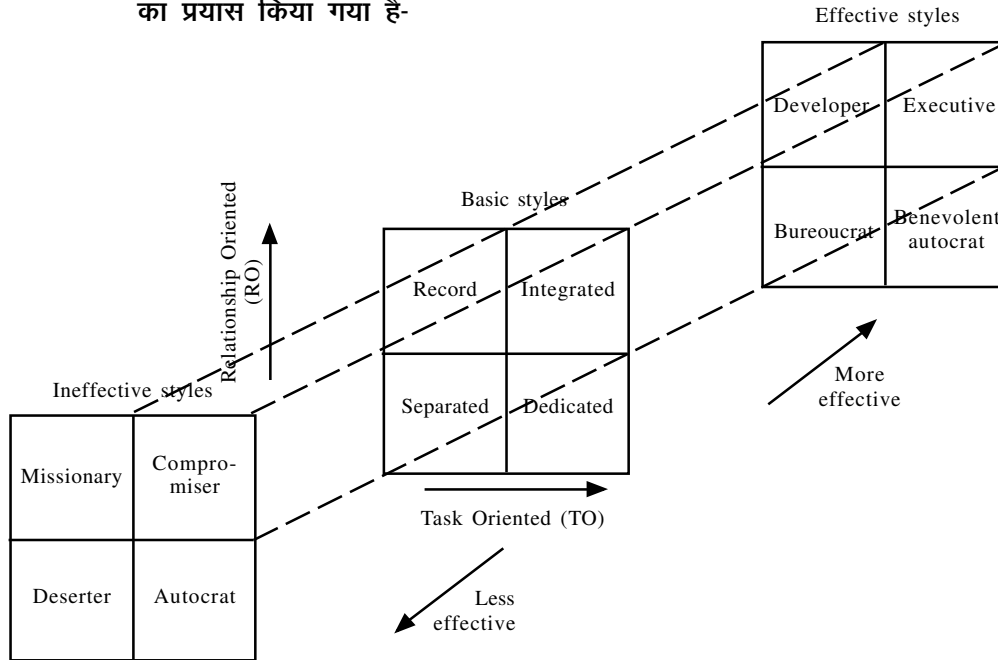 का प्रयास किया गया है-
Effective styles
Developer
Executive
Bureoucrat
Benevolent
autocrat
Relationship Oriented
(RO)
Basic styles
Record
Integrated
Separated
Dedicated
More
effective
Ineffective styles
Missionary
Compro-
miser
Deserter
Autocrat
Task Oriented (TO)
Less
effective